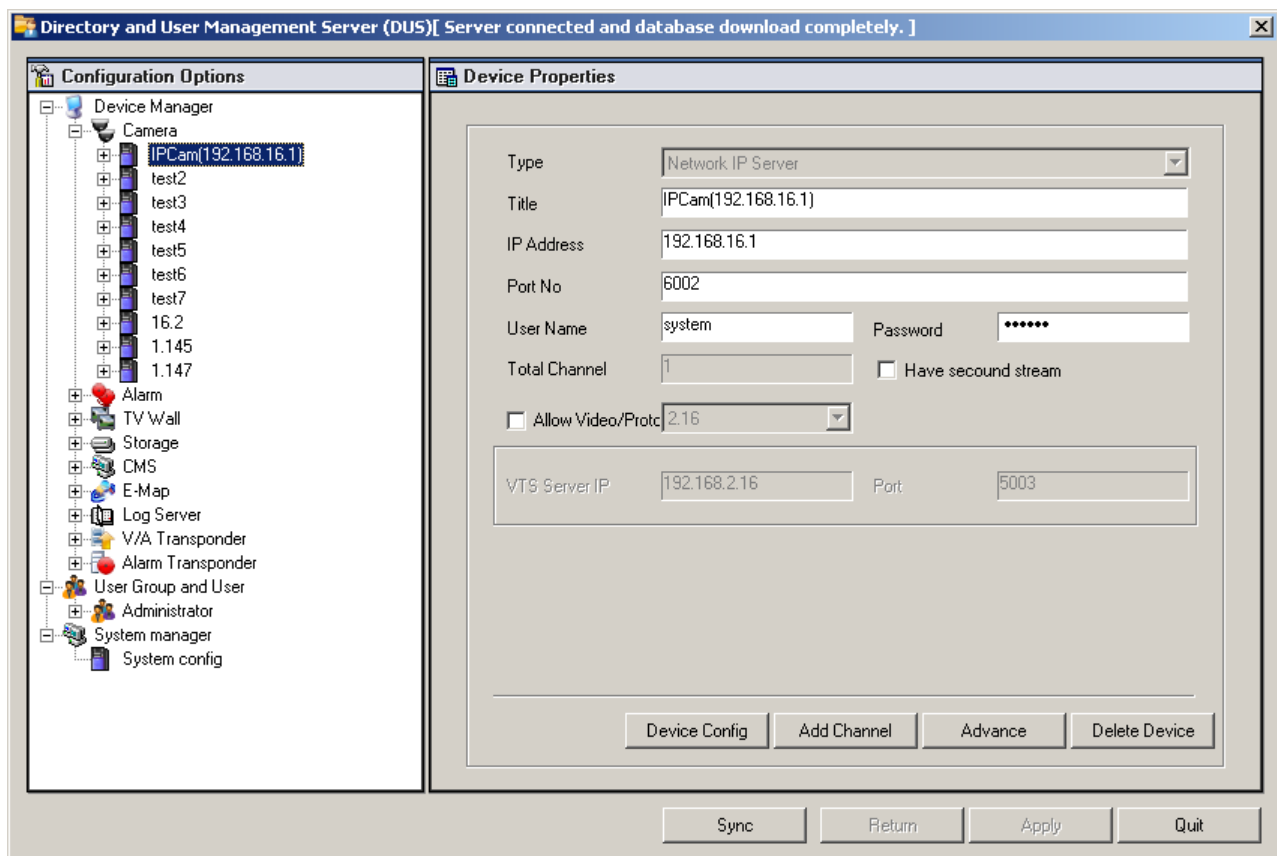 Directory and User Management Server (DUS)[ Server connected and database download completely. ]
Configuration Options
Device Manager
Camera
IPCam(192.168.16.1)
test2
test3
test4
test5
test6
test7
16.2
1.145
1.147
Alarm
TV Wall
Storage
CMS
E-Map
Log Server
V/A Transponder
Alarm Transponder
User Group and User
Administrator
System manager
System config
Device Properties
Type Network IP Server
Title IPCam(192.168.16.1)
IP Address 192.168.16.1
Port No 6002
User Name system Password ••••••
Total Channel 1 Have secound stream
Allow Video/Protc 2.16
VTS Server IP 192.168.2.16 Port 5003
Device Config Add Channel Advance Delete Device
Sync Return Apply Quit